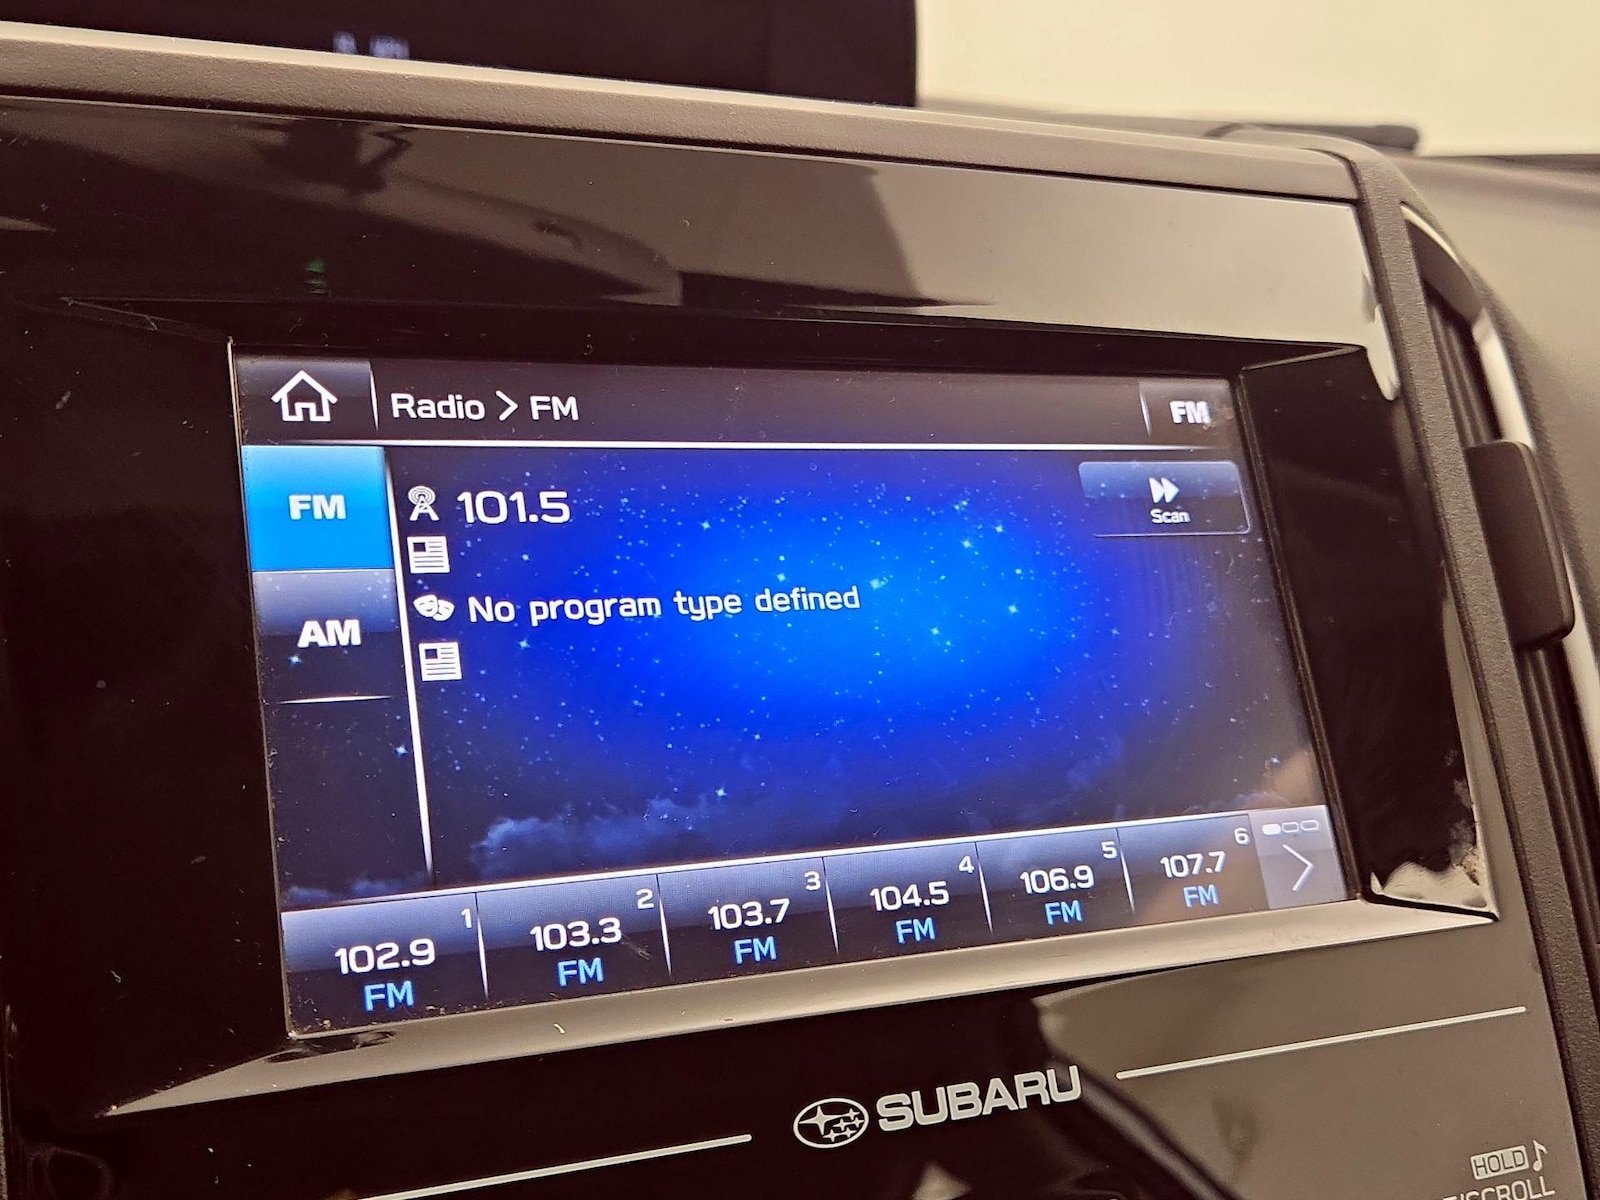 Radio > FM
FM
FM
101.5
Scan
No program type defined
AM
1
102.9
FM
2
103.3
FM
3
103.7
FM
4
104.5
FM
5
106.9
FM
6
107.7
FM
SUBARU
HOLD
/SCROLL